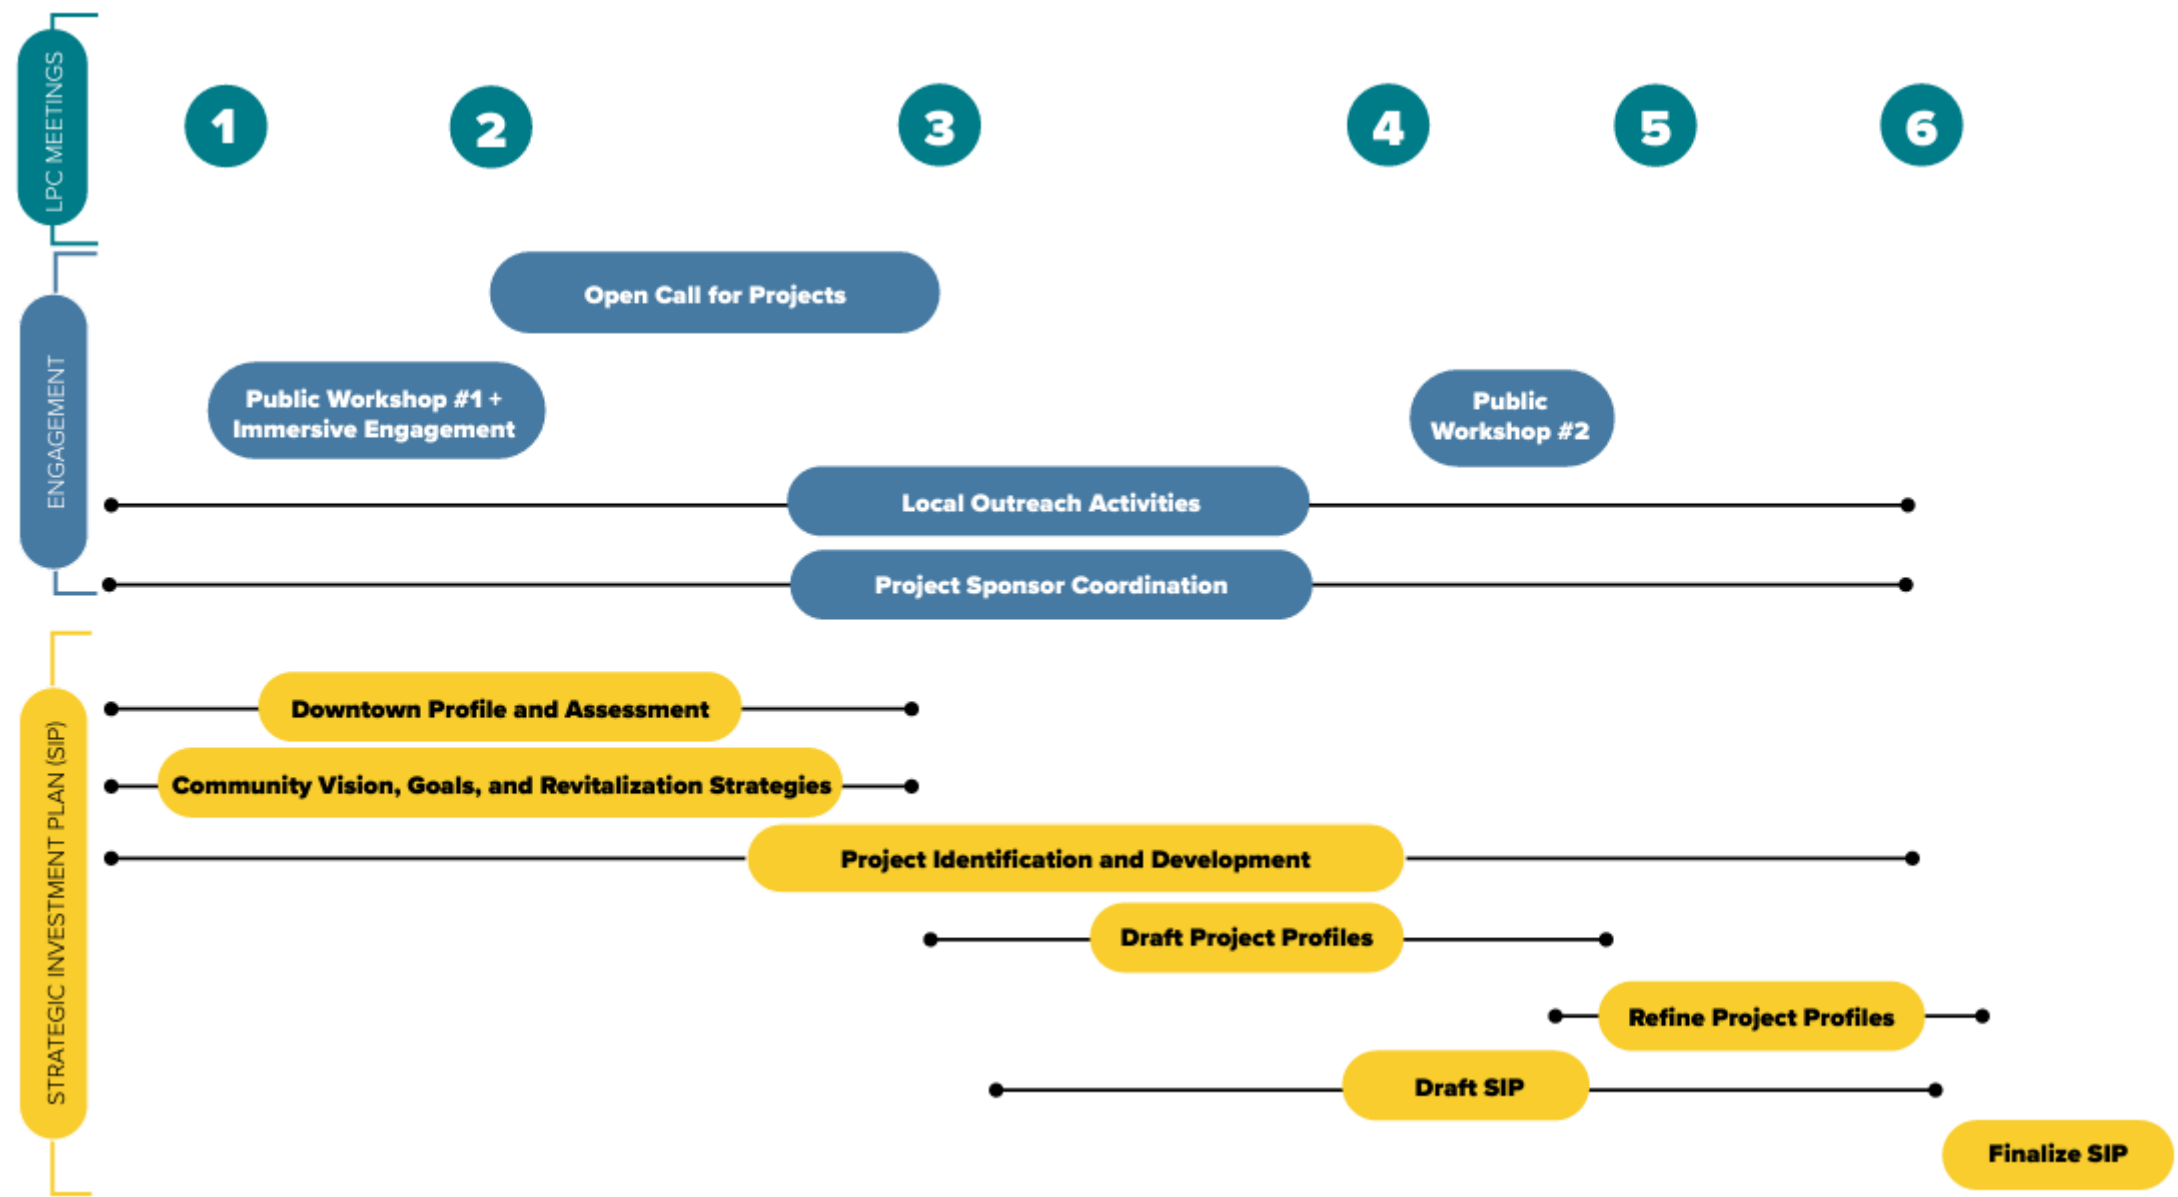 LPC MEETINGS
1
2
3
4
5
6
ENGAGEMENT
Open Call for Projects
Public Workshop #1 +
Immersive Engagement
Public
Workshop #2
Local Outreach Activities
Project Sponsor Coordination
STRATEGIC INVESTMENT PLAN (SIP)
Downtown Profile and Assessment
Community Vision, Goals, and Revitalization Strategies
Project Identification and Development
Draft Project Profiles
Refine Project Profiles
Draft SIP
Finalize SIP